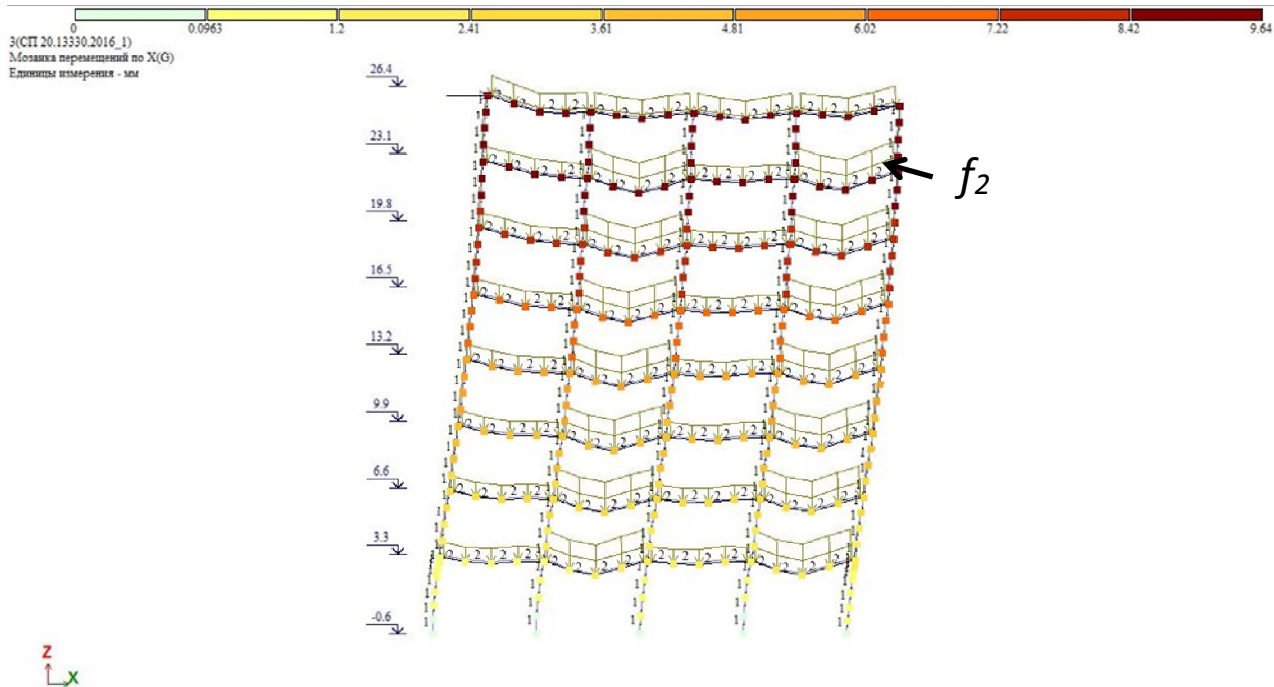 0 0.0963 1.2 2.41 3.61 4.81 6.02 7.22 8.42 9.64
3(СП 20.13330.2016_1)
Мозаика перемещений по X(G)
Единицы измерения - мм
26.4
23.1
f2
19.8
16.5
13.2
9.9
6.6
3.3
-0.6
Z
X